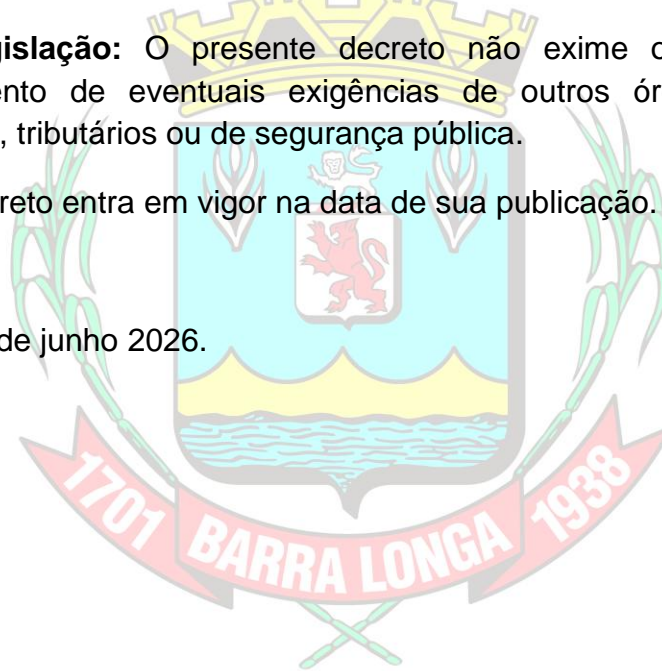 gislação: O presente decreto não exime o
ento de eventuais exigências de outros ór
, tributários ou de segurança pública.
reto entra em vigor na data de sua publicação.
de junho 2026.
1701 BARRA LONGA 1938